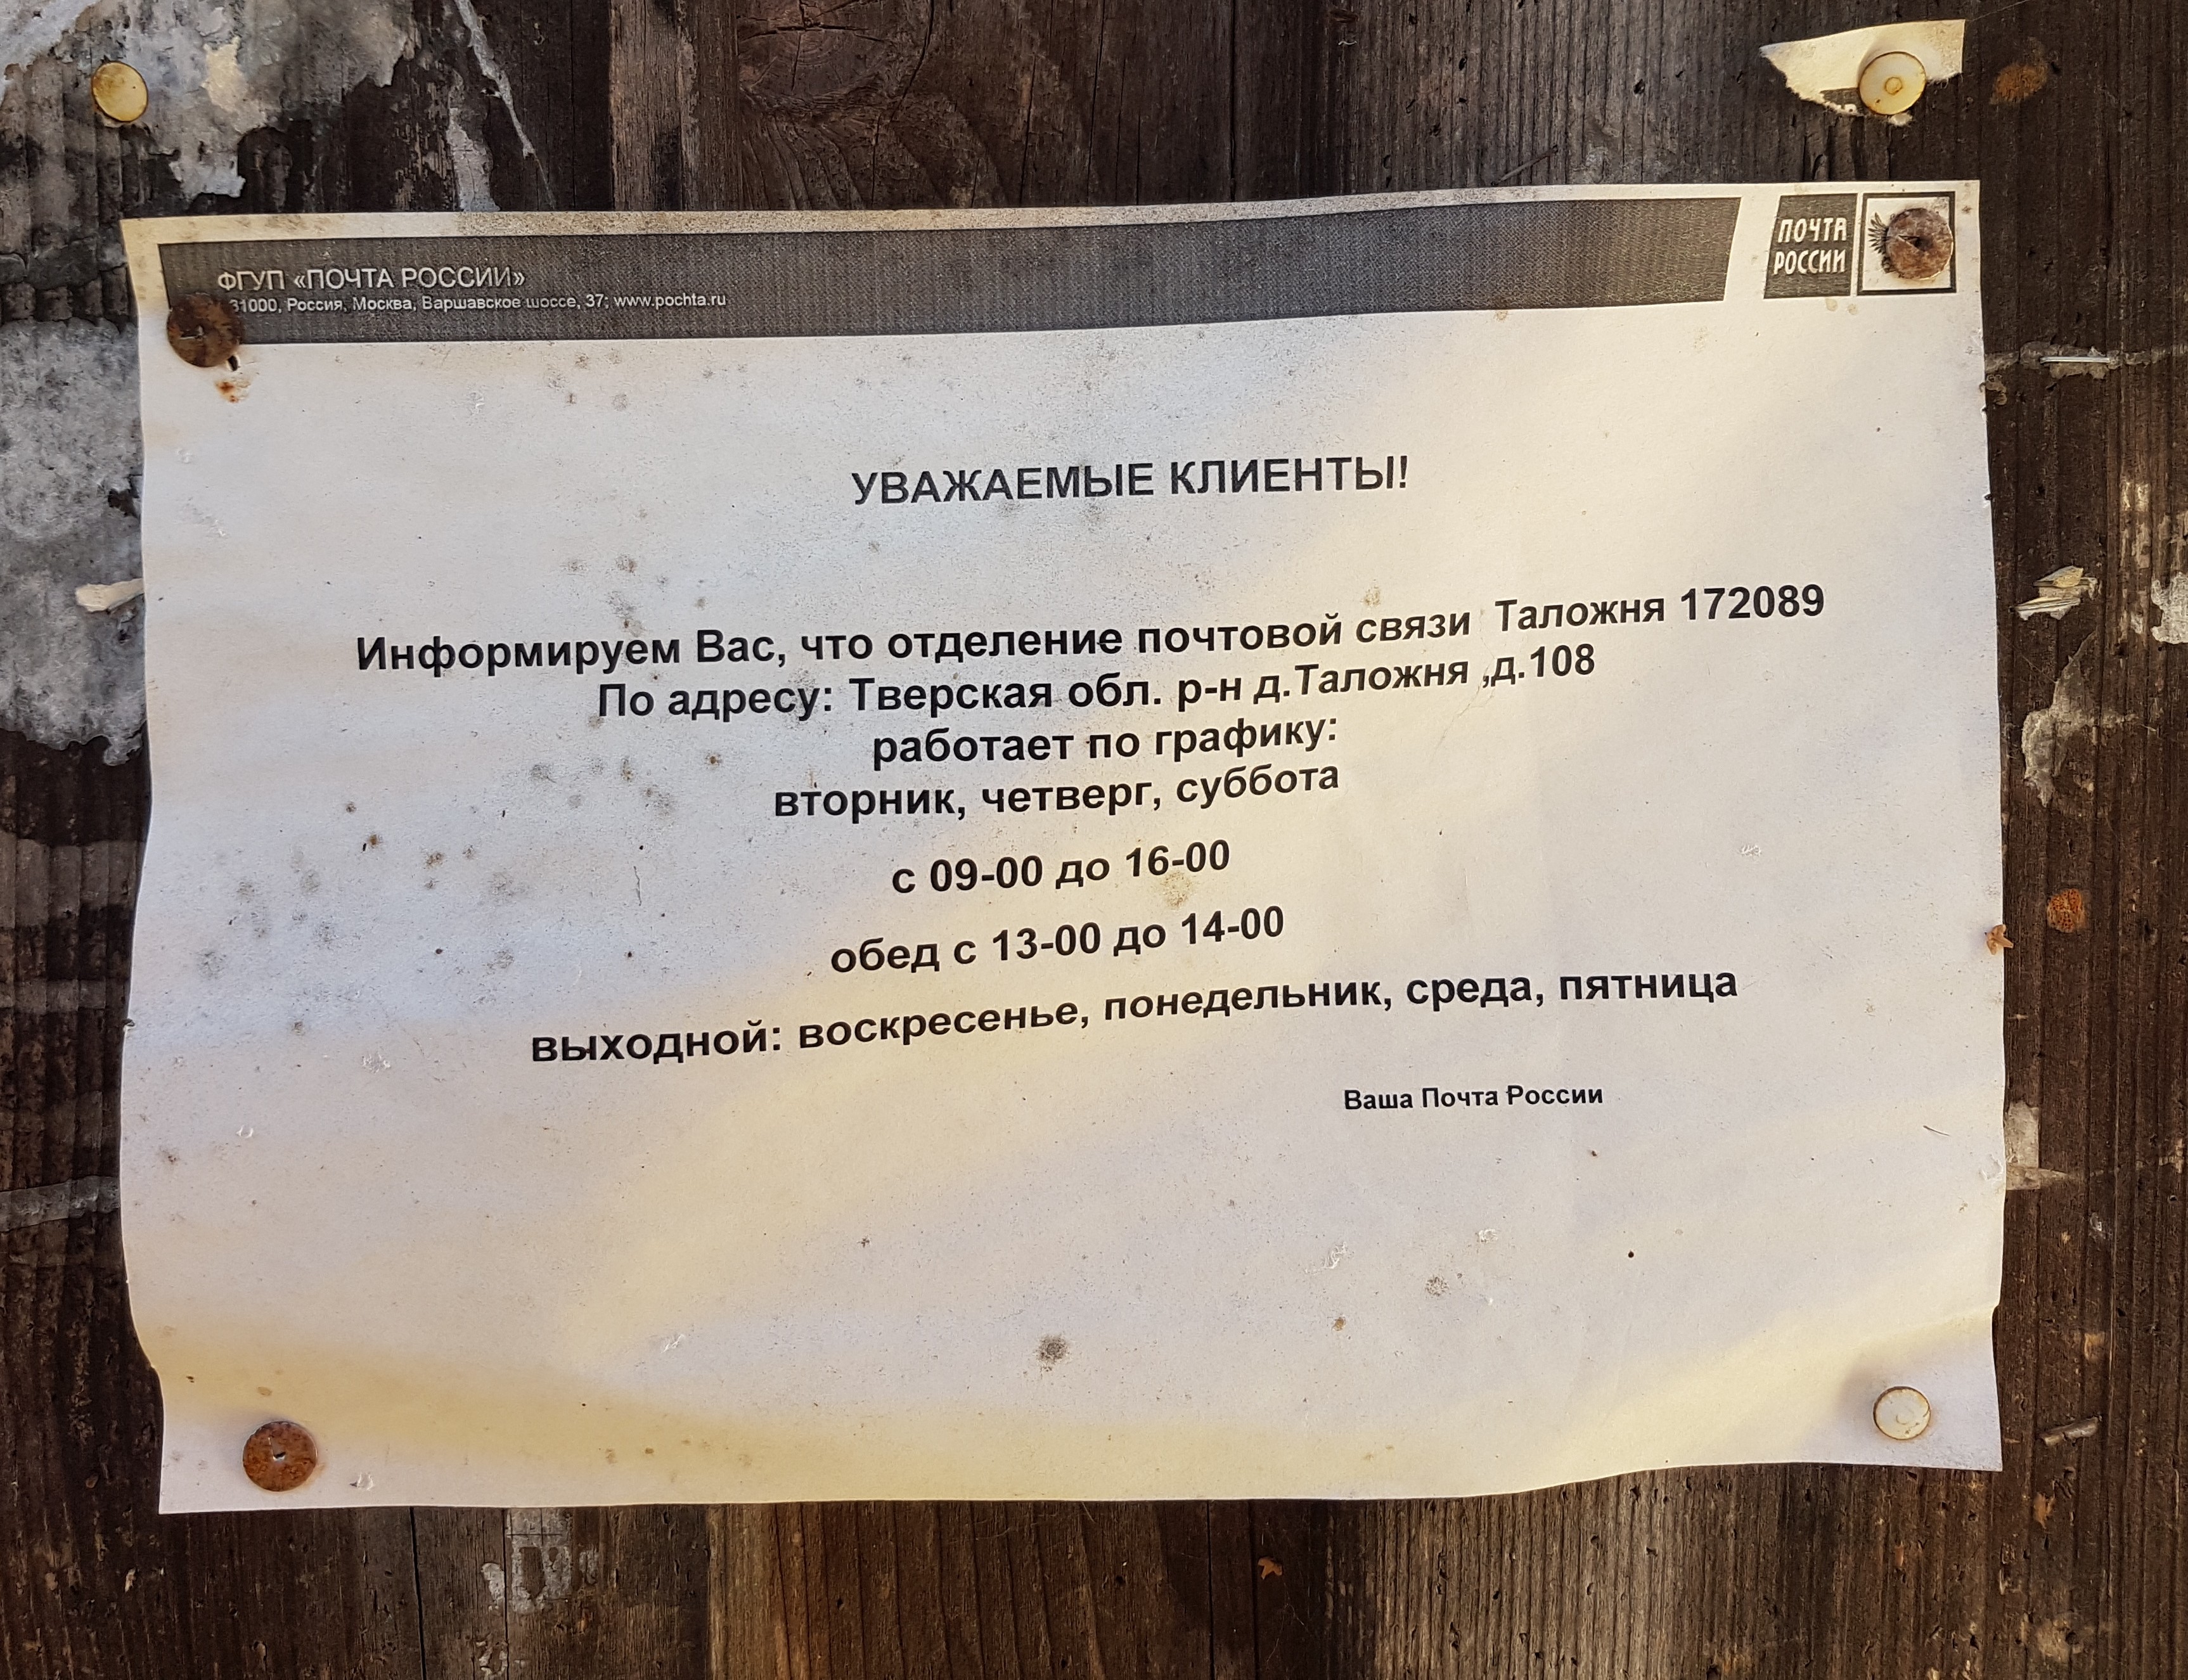 ФГУП «ПОЧТА РОССИИ»
31000, Россия, Москва, Варшавское шоссе, 37; www.pochta.ru
ПОЧТА
РОССИИ
УВАЖАЕМЫЕ КЛИЕНТЫ!
Информируем Вас, что отделение почтовой связи Таложня 172089
По адресу: Тверская обл. р-н д.Таложня ,д.108
работает по графику:
вторник, четверг, суббота
с 09-00 до 16-00
обед с 13-00 до 14-00
выходной: воскресенье, понедельник, среда, пятница
Ваша Почта России